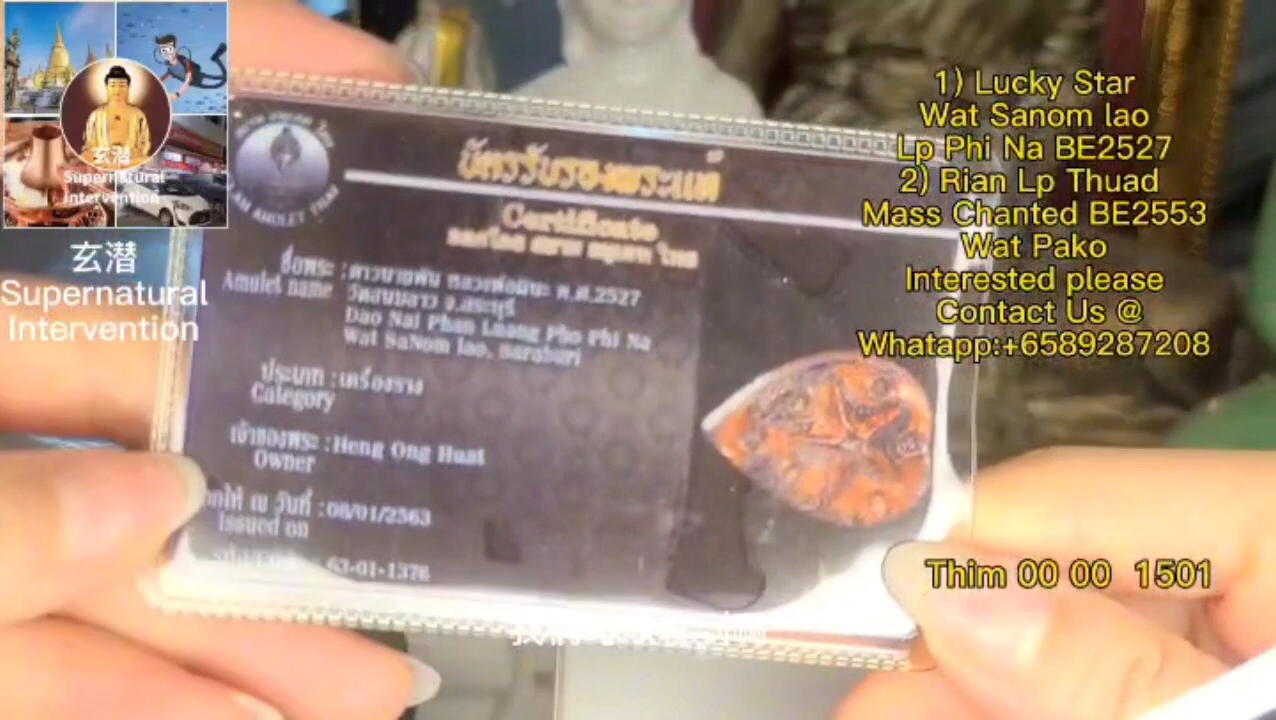 玄潜
Supernatural
Intervention
玄潜
Supernatural
Intervention
1) Lucky Star
Wat Sanom lao
Lp Phi Na BE2527
2) Rian Lp Thuad
Mass Chanted BE2553
Wat Pako
Interested please
Contact Us @
Whatapp:+6589287208
บัตรรับรองพระแท้
Certificate
ชื่อพระ : ดาวนายพัน หลวงพ่อผินะ พ.ศ.2527
Amulet name วัดสนมลาว จ.สระบุรี
Dao Nai Phan Luang Pho Phi Na
Wat SaNom lao, saraburi
ประเภท : เครื่องราง
Category
เจ้าของพระ : Heng Ong Huat
Owner
ณ วันที่ : 08/01/2563
Issued on
63-01-1376
Thim 00 00 1501